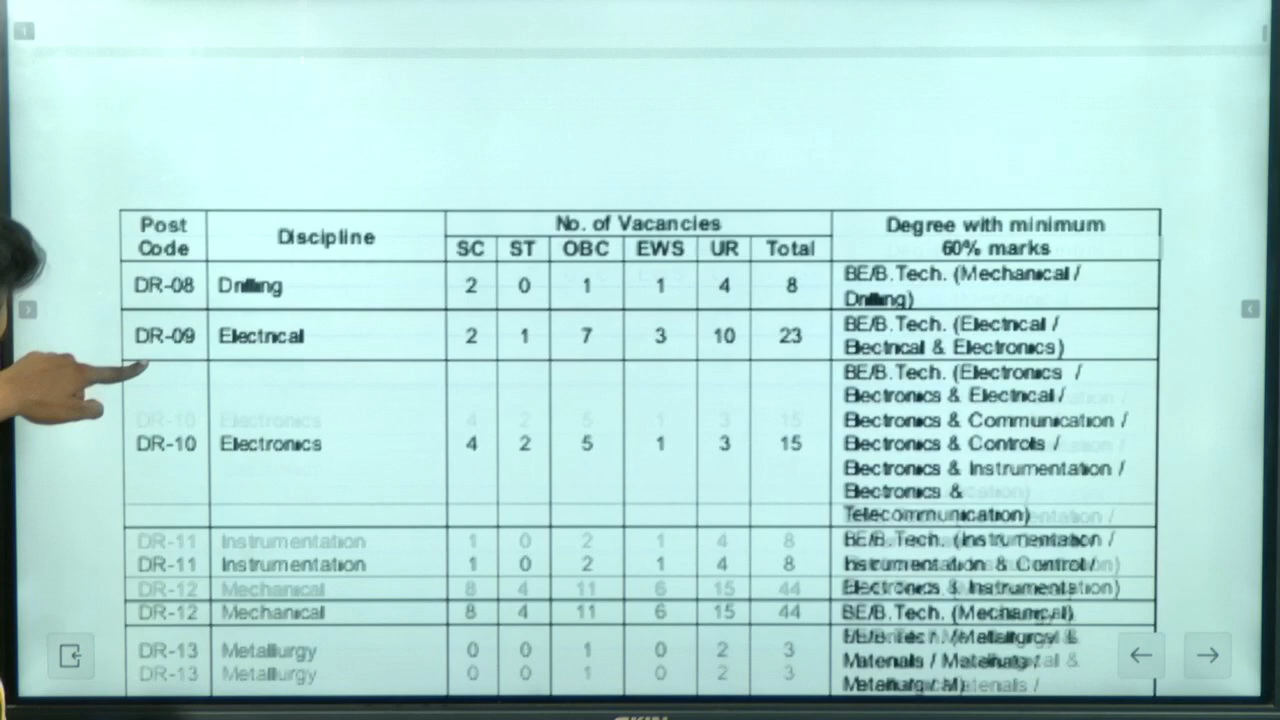 Post Code Discipline No. of Vacancies Degree with minimum 60% marks
SC ST OBC EWS UR Total
DR-08 Drilling 2 0 1 1 4 8 BE/B.Tech. (Mechanical /
Drilling)
DR-09 Electrical 2 1 7 3 10 23 BE/B.Tech. (Electrical /
Electrical & Electronics)
DR-10 Electronics 4 2 5 1 3 15 BE/B.Tech. (Electronics /
Electronics & Electrical /
Electronics & Communication /
Electronics & Controls /
Electronics & Instrumentation /
Electronics &
Telecommunication)
DR-11 Instrumentation 1 0 2 1 4 8 BE/B.Tech. (Instrumentation /
Instrumentation & Control /
Electronics & Instrumentation)
DR-12 Mechanical 8 4 11 6 15 44 BE/B.Tech. (Mechanical)
DR-13 Metallurgy 0 0 1 0 2 3